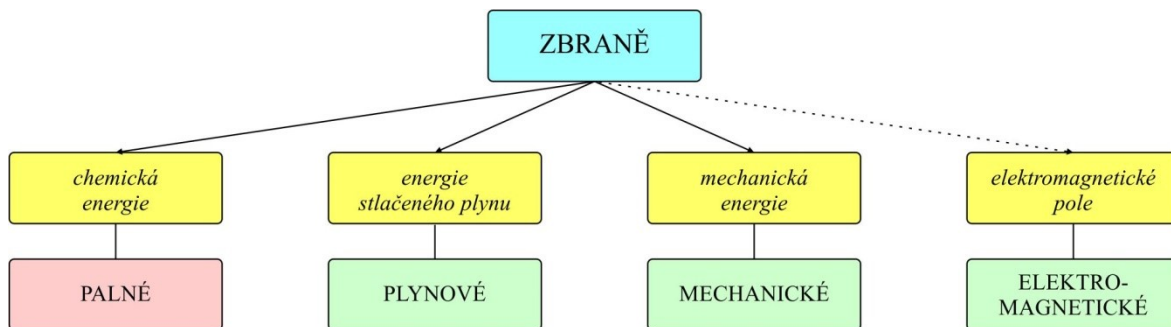 ZBRANĚ
chemická
energie
energie
stlačeného plynu
mechanická
energie
elektromagnetické
pole
PALNÉ
PLYNOVÉ
MECHANICKÉ
ELEKTRO-
MAGNETICKÉ